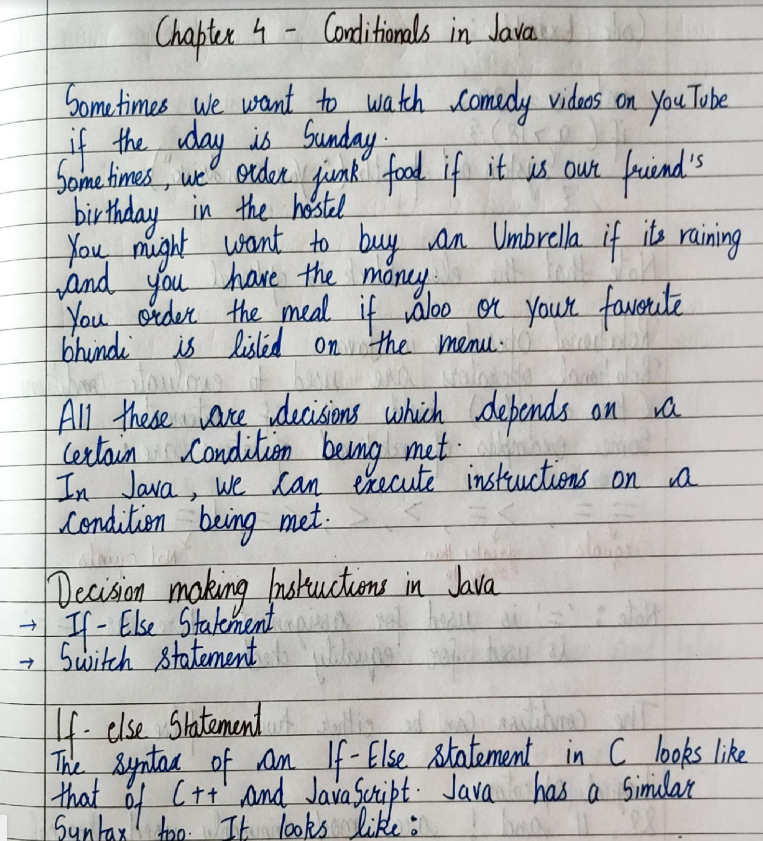 Chapter 4 - Conditionals in Java
Sometimes we want to watch comedy videos on YouTube
if the day is Sunday.
Sometimes, we order junk food if it is our friend's
birthday in the hostel
You might want to buy an Umbrella if its raining
and you have the money.
You order the meal if aloo or your favorite
bhindi is listed on the menu.
All these are decisions which depends on a
certain condition being met.
In Java, we can execute instructions on a
condition being met.
Decision making Instructions in Java
→ If - Else Statement
→ Switch statement
If - else Statement
The syntax of an If-Else statement in C looks like
that of C++ and JavaScript. Java has a similar
Syntax too. It looks like :